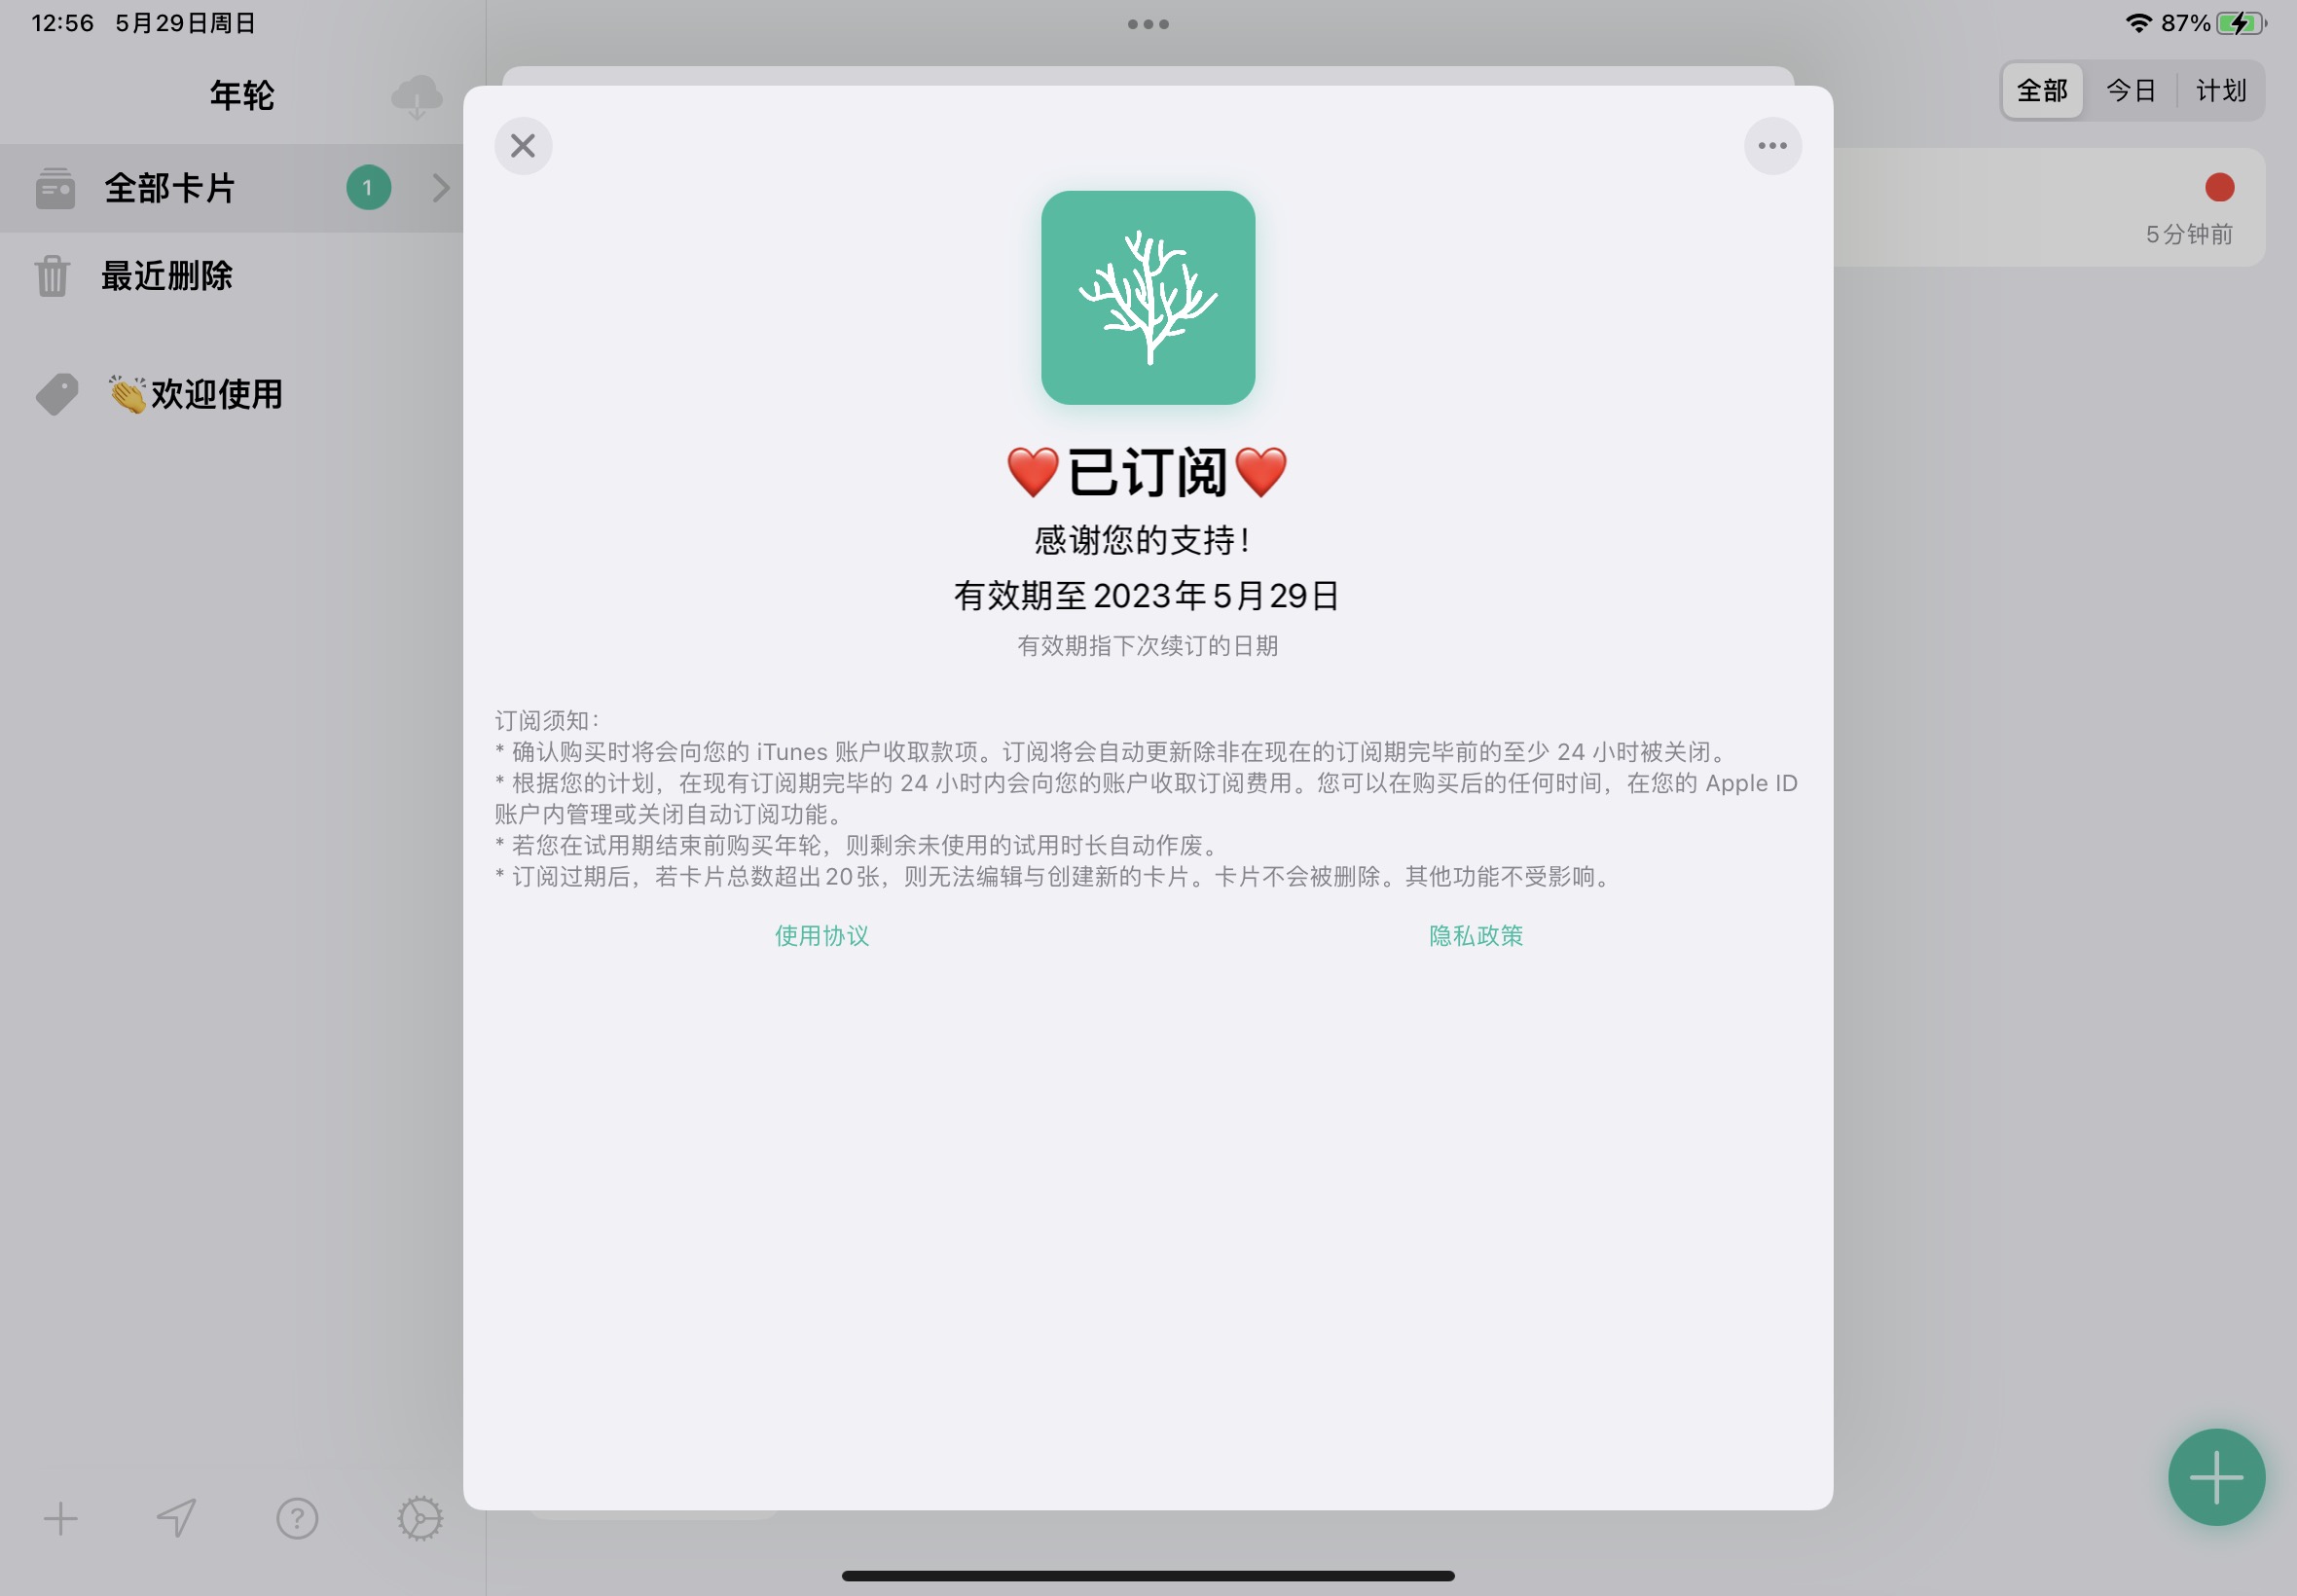 12:56 5月29日周日
87%
年轮
全部 今日 计划
全部卡片 1
5分钟前
最近删除
👏欢迎使用
❤️已订阅❤️
感谢您的支持！
有效期至2023年5月29日
有效期指下次续订的日期
订阅须知：
* 确认购买时将会向您的 iTunes 账户收取款项。订阅将会自动更新除非在现在的订阅期完毕前的至少 24 小时被关闭。
* 根据您的计划，在现有订阅期完毕的 24 小时内会向您的账户收取订阅费用。您可以在购买后的任何时间，在您的 Apple ID
账户内管理或关闭自动订阅功能。
* 若您在试用期结束前购买年轮，则剩余未使用的试用时长自动作废。
* 订阅过期后，若卡片总数超出20张，则无法编辑与创建新的卡片。卡片不会被删除。其他功能不受影响。
使用协议 隐私政策